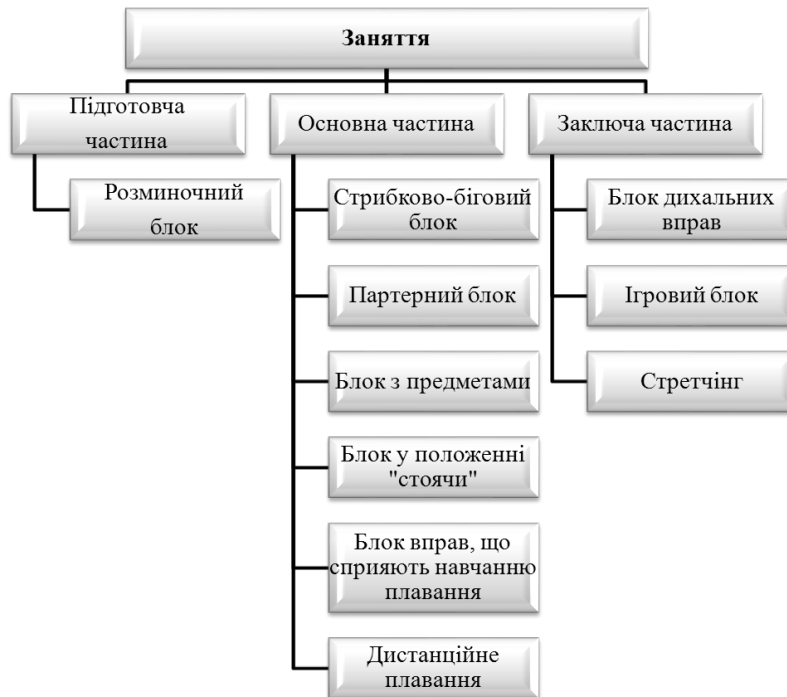 Заняття
Підготовча
частина
Розминочний
блок
Основна частина
Стрибково-біговий
блок
Партерний блок
Блок з предметами
Блок у положенні
"стоячи"
Блок вправ, що
сприяють навчанню
плавання
Дистанційне
плавання
Заключа частина
Блок дихальних
вправ
Ігровий блок
Стретчінг